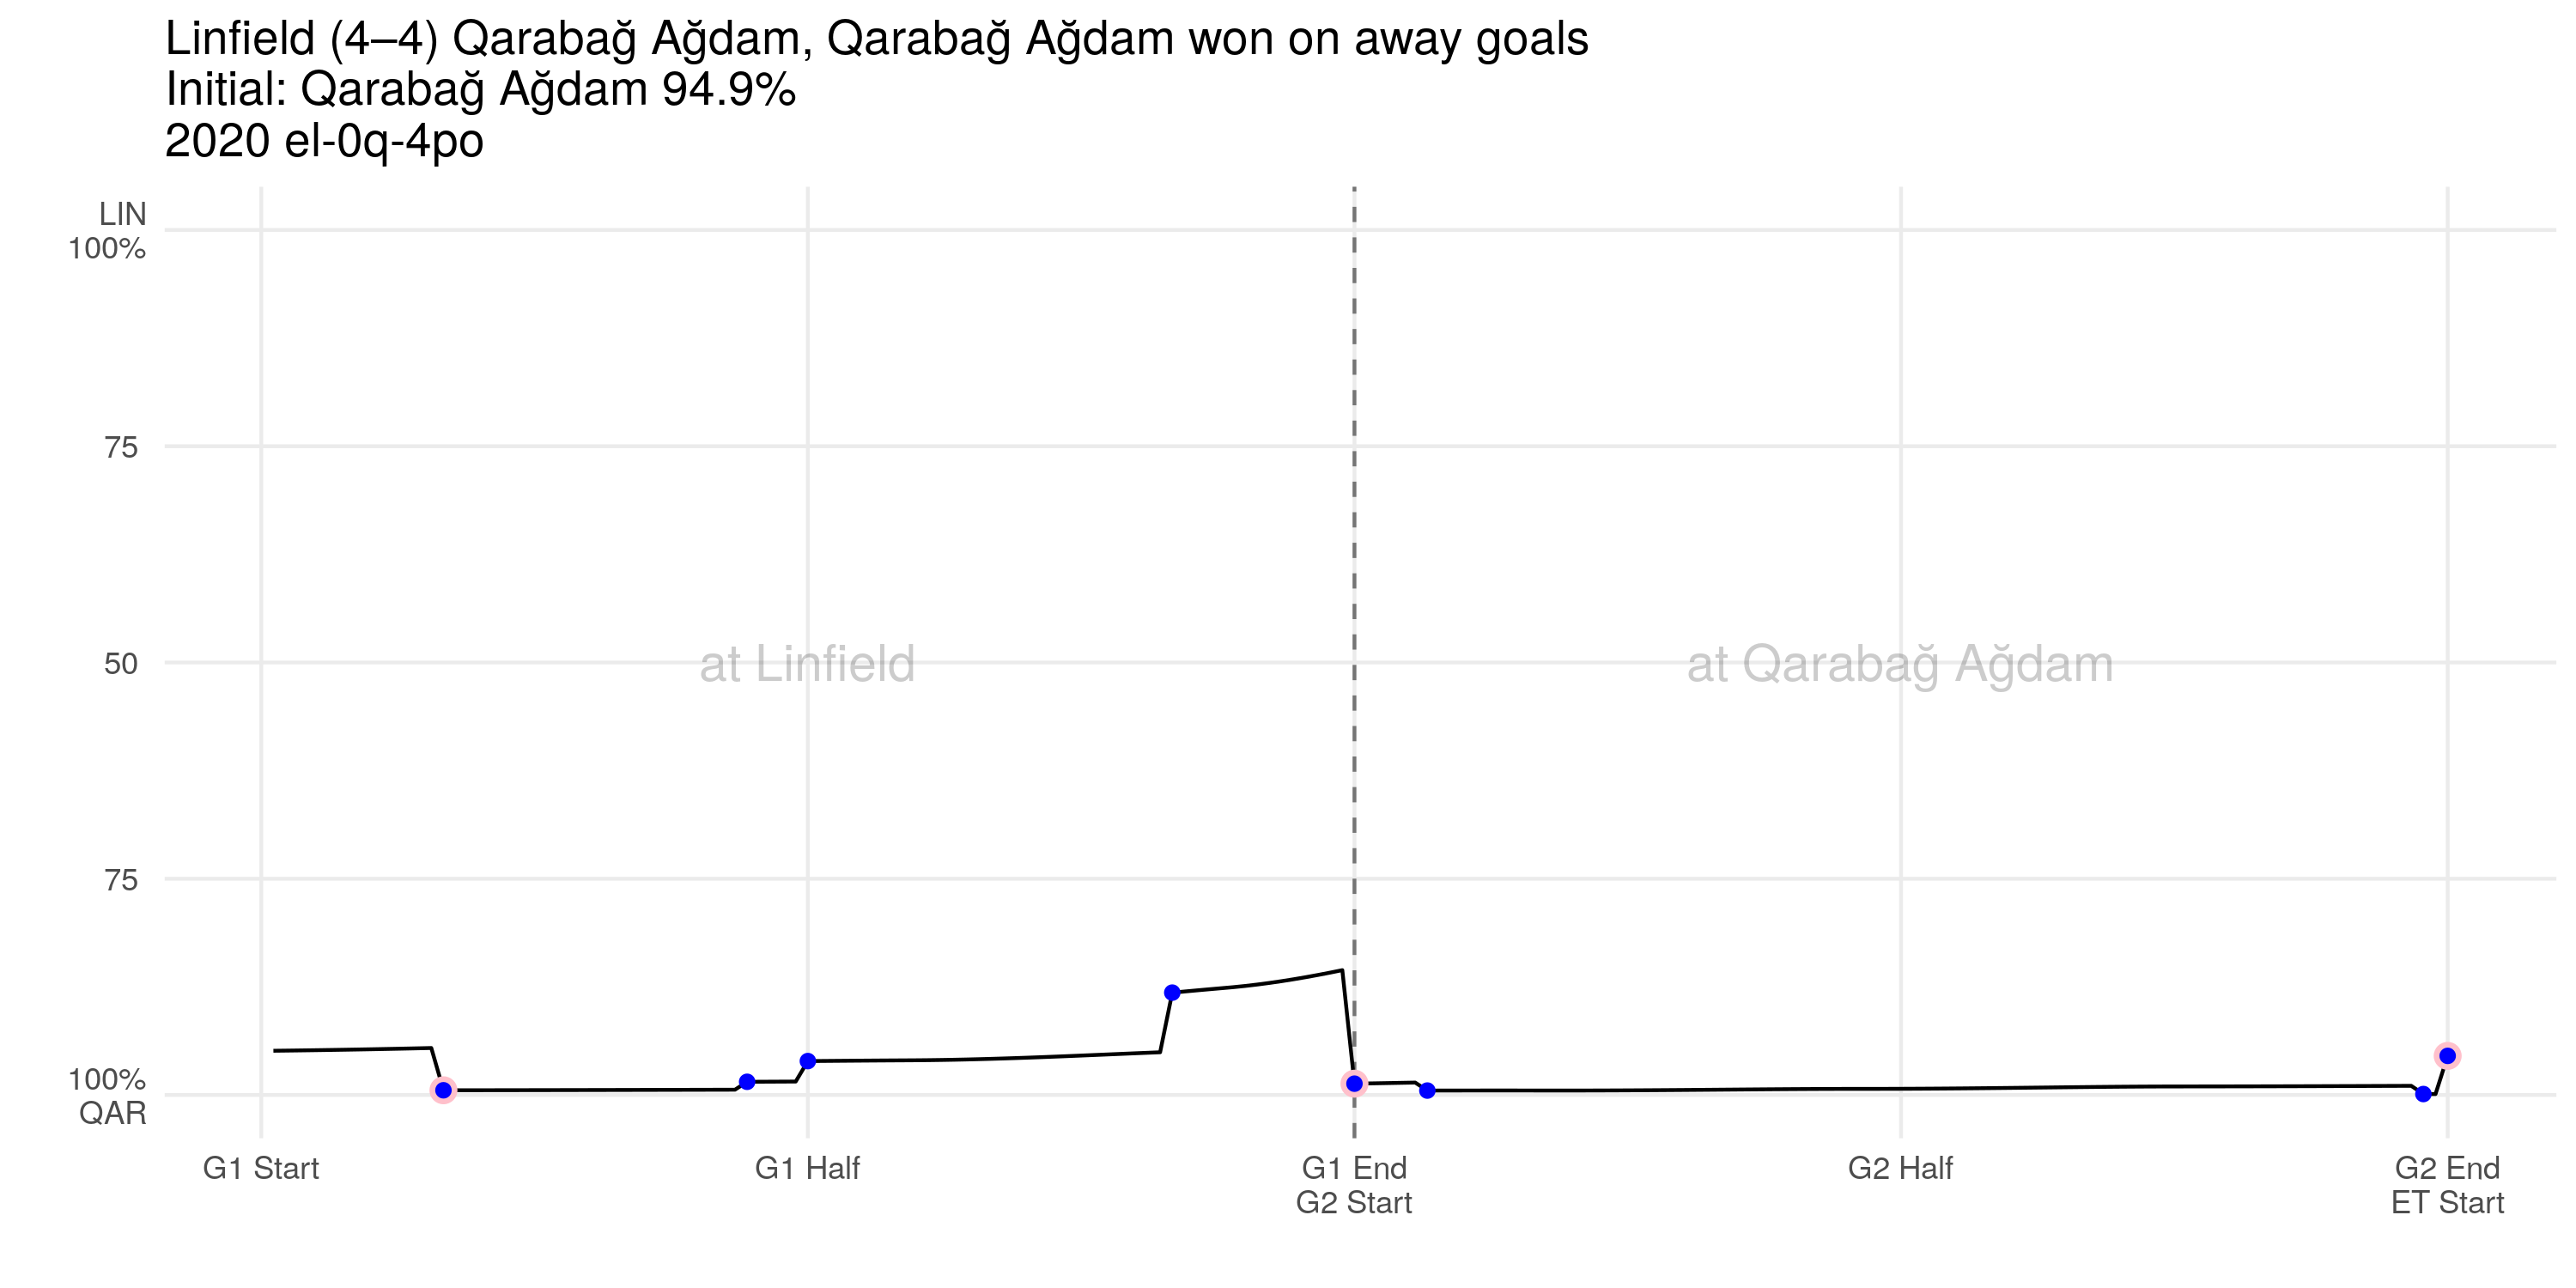 Linfield (4–4) Qarabağ Ağdam, Qarabağ Ağdam won on away goals
Initial: Qarabağ Ağdam 94.9%
2020 el-0q-4po
LIN
100%
75
50
75
100%
QAR
at Linfield
at Qarabağ Ağdam
G1 Start
G1 Half
G1 End
G2 Start
G2 Half
G2 End
ET Start